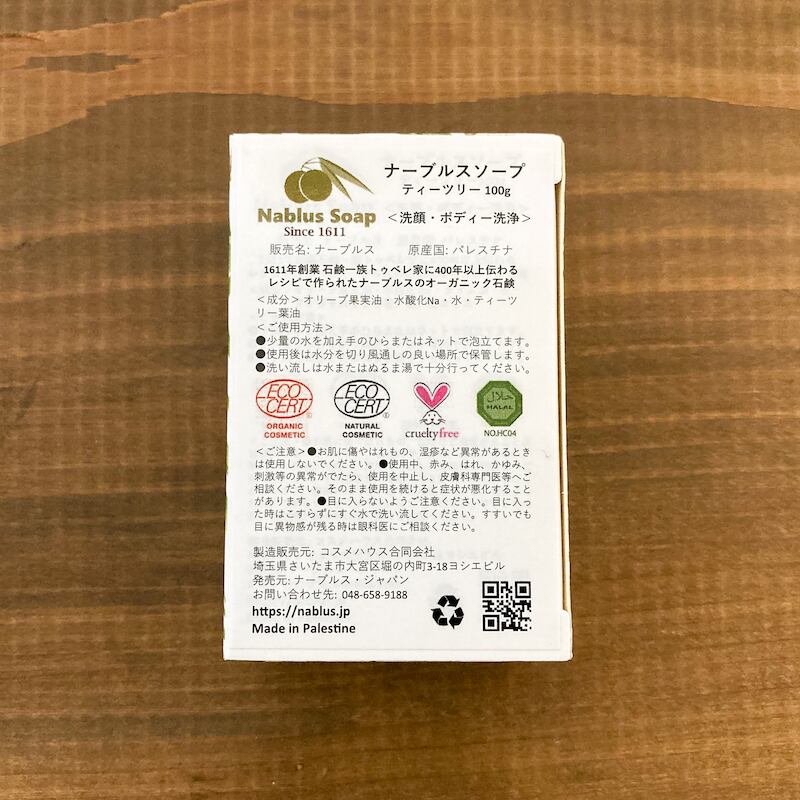 Nablus Soap
Since 1611
ナーブルスソープ
ティーツリー 100g
＜洗顔・ボディー洗浄＞
販売名: ナーブルス　原産国: パレスチナ
1611年創業 石鹸一族トゥベレ家に400年以上伝わる
レシピで作られたナーブルスのオーガニック石鹸
＜成分＞オリーブ果実油・水酸化Na・水・ティーツ
リー葉油
＜ご使用方法＞
●少量の水を加え手のひらまたはネットで泡立てます。
●使用後は水分を切り風通しの良い場所で保管します。
●洗い流しは水またはぬるま湯で十分行ってください。
ECO CERT
ORGANIC
COSMETIC
ECO CERT
NATURAL
COSMETIC
crueltyfree
حلال
HALAL
NO.HC04
＜ご注意＞●お肌に傷やはれもの、湿疹など異常があるとき
は使用しないでください。●使用中、赤み、はれ、かゆみ、
刺激等の異常がでたら、使用を中止し、皮膚科専門医等へご
相談ください。そのまま使用を続けると症状が悪化すること
があります。●目に入らないようご注意ください。目に入っ
た時はこすらずにすぐ水で洗い流してください。すすいでも
目に異物感が残る時は眼科医にご相談ください。
製造販売元: コスメハウス合同会社
埼玉県さいたま市大宮区堀の内町3-18ヨシエビル
発売元: ナーブルス・ジャパン
お問い合わせ先: 048-658-9188
https://nablus.jp
Made in Palestine